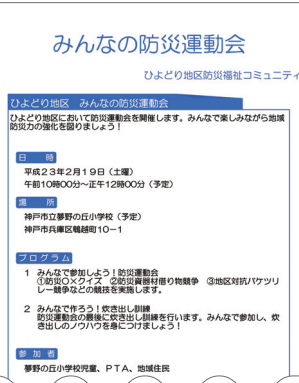 みんなの防災運動会
ひよどり地区防災福祉コミュニティ
ひよどり地区 みんなの防災運動会
ひよどり地区において防災運動会を開催します。みんなで楽しみながら地域
防災力の強化を図りましょう！
日 時
平成２３年２月１９日（土曜）
午前１０時００分～正午１２時００分（予定）
場 所
神戸市立夢野の丘小学校（予定）
神戸市兵庫区鵯越町１０－１
プログラム
１ みんなで参加しよう！防災運動会
①防災○×クイズ ②防災資器材借り物競争 ③地区対抗バケツリ
レー競争などの競技を実施します。
２ みんなで作ろう！炊き出し訓練
防災運動会の最後に炊き出し訓練を行います。みんなで参加し、炊
き出しのノウハウを身につけましょう！
参 加 者
夢野の丘小学校児童、ＰＴＡ、地域住民